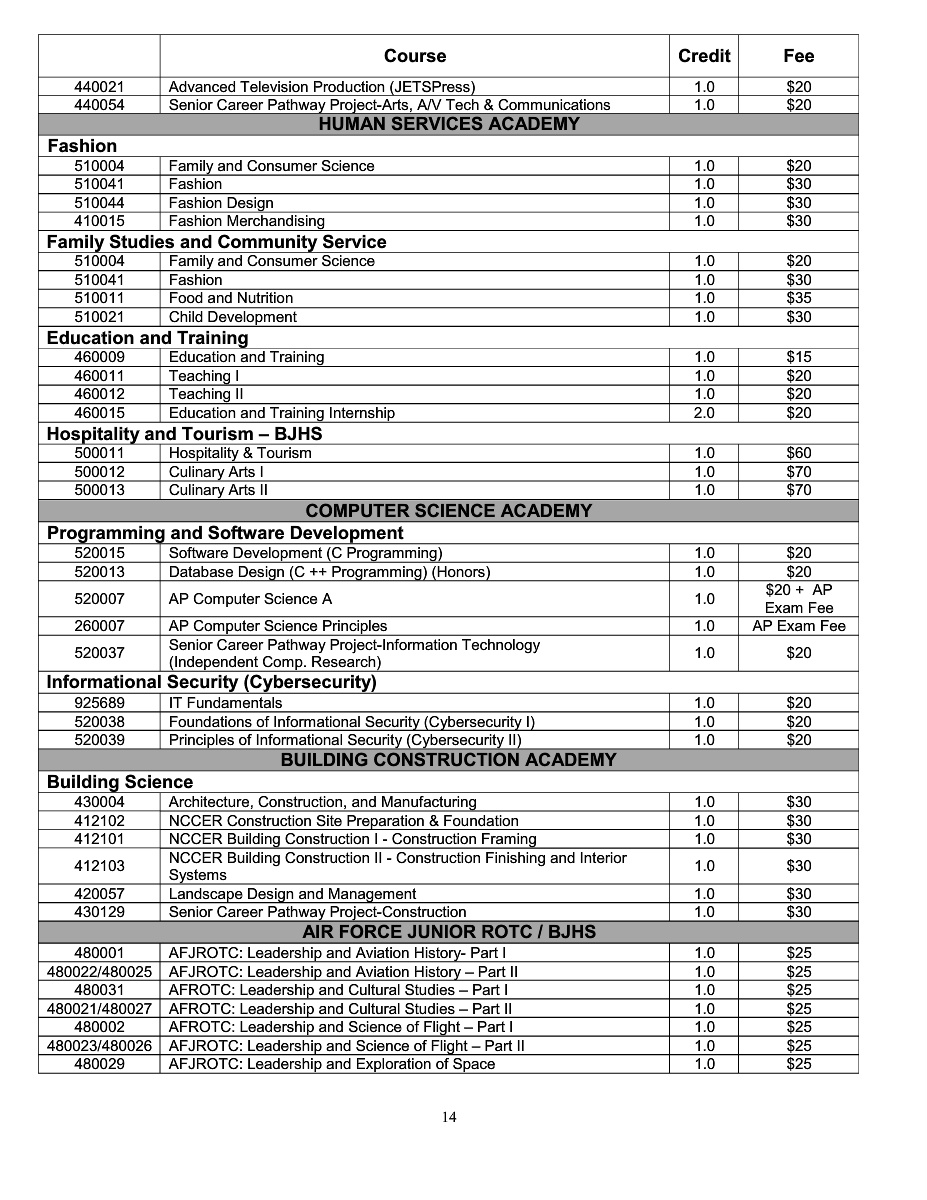 Course Credit Fee
440021 Advanced Television Production (JETSPress) 1.0 $20
440054 Senior Career Pathway Project-Arts, A/V Tech & Communications 1.0 $20
HUMAN SERVICES ACADEMY
Fashion
510004 Family and Consumer Science 1.0 $20
510041 Fashion 1.0 $30
510044 Fashion Design 1.0 $30
410015 Fashion Merchandising 1.0 $30
Family Studies and Community Service
510004 Family and Consumer Science 1.0 $20
510041 Fashion 1.0 $30
510011 Food and Nutrition 1.0 $35
510021 Child Development 1.0 $30
Education and Training
460009 Education and Training 1.0 $15
460011 Teaching I 1.0 $20
460012 Teaching II 1.0 $20
460015 Education and Training Internship 2.0 $20
Hospitality and Tourism – BJHS
500011 Hospitality & Tourism 1.0 $60
500012 Culinary Arts I 1.0 $70
500013 Culinary Arts II 1.0 $70
COMPUTER SCIENCE ACADEMY
Programming and Software Development
520015 Software Development (C Programming) 1.0 $20
520013 Database Design (C ++ Programming) (Honors) 1.0 $20
520007 AP Computer Science A 1.0 $20 + AP
Exam Fee
260007 AP Computer Science Principles 1.0 AP Exam Fee
520037 Senior Career Pathway Project-Information Technology
(Independent Comp. Research) 1.0 $20
Informational Security (Cybersecurity)
925689 IT Fundamentals 1.0 $20
520038 Foundations of Informational Security (Cybersecurity I) 1.0 $20
520039 Principles of Informational Security (Cybersecurity II) 1.0 $20
BUILDING CONSTRUCTION ACADEMY
Building Science
430004 Architecture, Construction, and Manufacturing 1.0 $30
412102 NCCER Construction Site Preparation & Foundation 1.0 $30
412101 NCCER Building Construction I - Construction Framing 1.0 $30
412103 NCCER Building Construction II - Construction Finishing and Interior
Systems 1.0 $30
420057 Landscape Design and Management 1.0 $30
430129 Senior Career Pathway Project-Construction 1.0 $30
AIR FORCE JUNIOR ROTC / BJHS
480001 AFJROTC: Leadership and Aviation History- Part I 1.0 $25
480022/480025 AFJROTC: Leadership and Aviation History – Part II 1.0 $25
480031 AFROTC: Leadership and Cultural Studies – Part I 1.0 $25
480021/480027 AFROTC: Leadership and Cultural Studies – Part II 1.0 $25
480002 AFROTC: Leadership and Science of Flight – Part I 1.0 $25
480023/480026 AFJROTC: Leadership and Science of Flight – Part II 1.0 $25
480029 AFJROTC: Leadership and Exploration of Space 1.0 $25
14